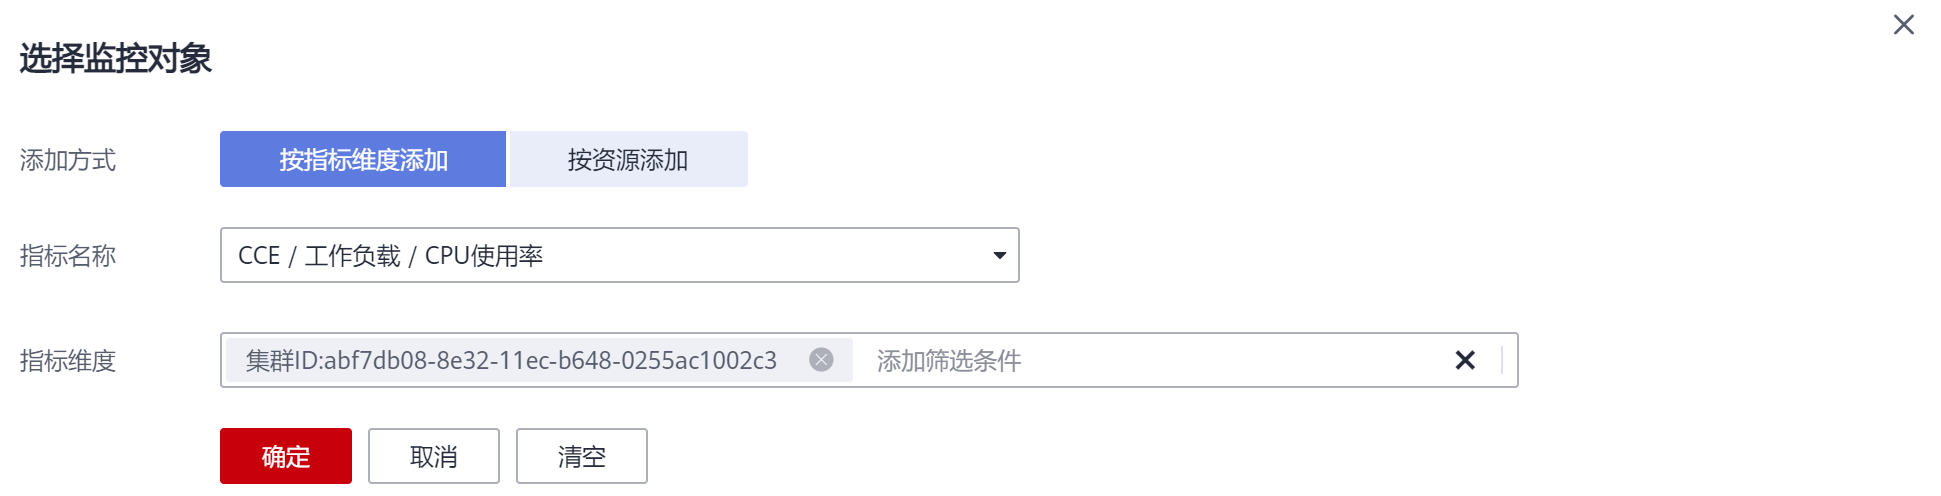 选择监控对象
添加方式 按指标维度添加 按资源添加
指标名称 CCE / 工作负载 / CPU使用率
指标维度 集群ID:abf7db08-8e32-11ec-b648-0255ac1002c3 添加筛选条件
确定 取消 清空